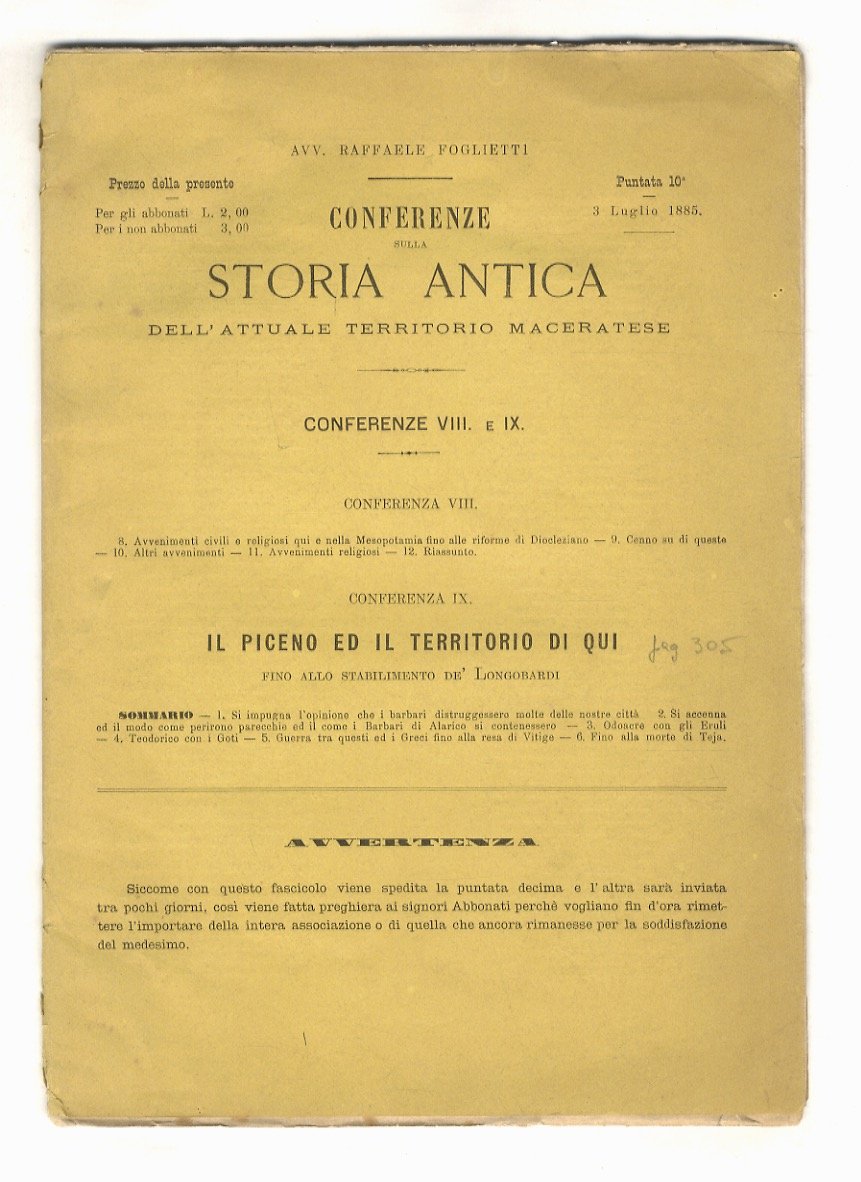 AVV. RAFFAELE FOGLIETTI
Prezzo della presente
Per gli abbonati L. 2, 00
Per i non abbonati 3, 00
Puntata 10ª
3 Luglio 1885.
CONFERENZE
SULLA
STORIA ANTICA
DELL'ATTUALE TERRITORIO MACERATESE
CONFERENZE VIII. E IX.
CONFERENZA VIII.
8. Avvenimenti civili e religiosi qui e nella Mesopotamia fino alle riforme di Diocleziano — 9. Cenno su di queste
— 10. Altri avvenimenti — 11. Avvenimenti religiosi — 12. Riassunto.
CONFERENZA IX.
IL PICENO ED IL TERRITORIO DI QUI
pag 305
FINO ALLO STABILIMENTO DE' LONGOBARDI
SOMMARIO — 1. Si impugna l'opinione che i barbari distruggessero molte delle nostre città 2. Si accenna
ed il modo come perirono parecchie ed il come i Barbari di Alarico si contenessero — 3. Odoacre con gli Eruli
— 4. Teodorico con i Goti — 5. Guerra tra questi ed i Greci fino alla resa di Vitige — 6. Fino alla morte di Teja.
AVVERTENZA
Siccome con questo fascicolo viene spedita la puntata decima e l'altra sarà inviata
tra pochi giorni, così viene fatta preghiera ai signori Abbonati perchè vogliano fin d'ora rimet-
tere l'importare della intera associazione o di quella che ancora rimanesse per la soddisfazione
del medesimo.